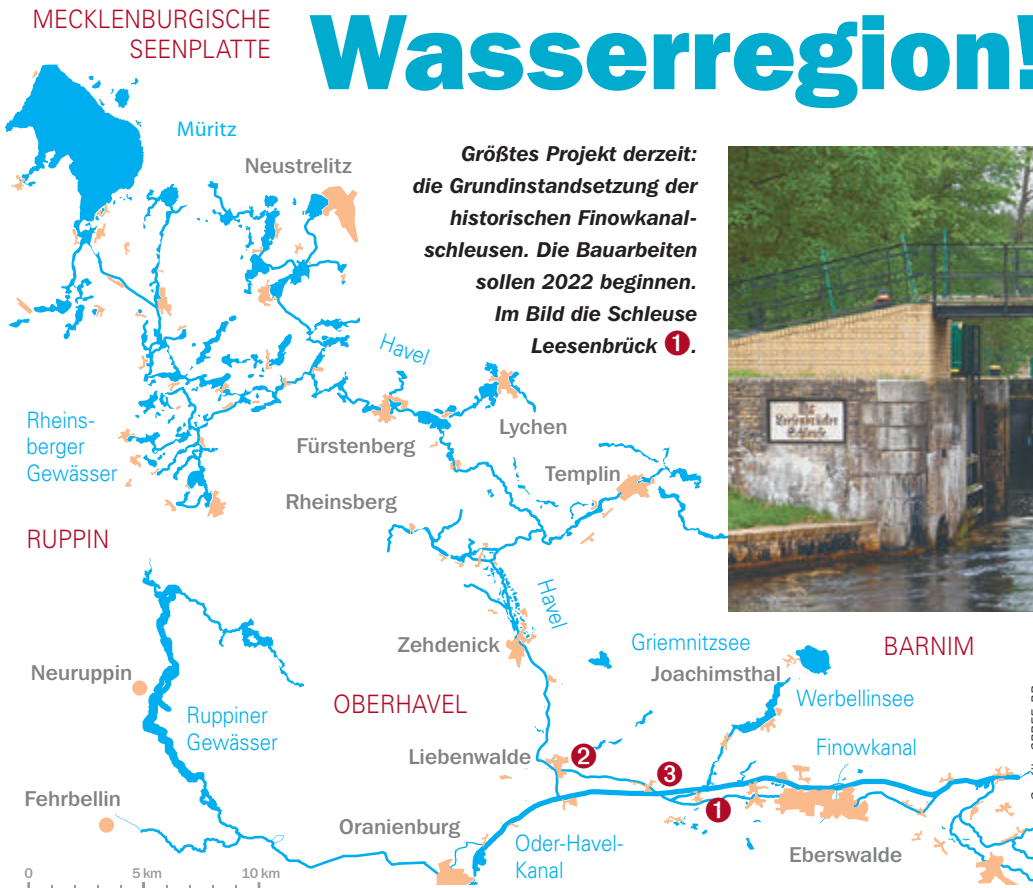 MECKLENBURGISCHE
SEENPLATTE
Wasserregion!
Müritz
Neustrelitz
Größtes Projekt derzeit:
die Grundinstandsetzung der
historischen Finowkanal-
schleusen. Die Bauarbeiten
sollen 2022 beginnen.
Im Bild die Schleuse
Leesenbrück 1.
Havel
Rheins-
berger
Gewässer
Fürstenberg
Lychen
Templin
Rheinsberg
Leesenbrücker
Schleuse
RUPPIN
Havel
Zehdenick
Griemnitzsee
BARNIM
Joachimsthal
Neuruppin
OBERHAVEL
Werbellinsee
Ruppiner
Gewässer
Finowkanal
Liebenwalde
2
3
1
Fehrbellin
Oranienburg
Oder-Havel-
Kanal
Eberswalde
0 5 km 10 km